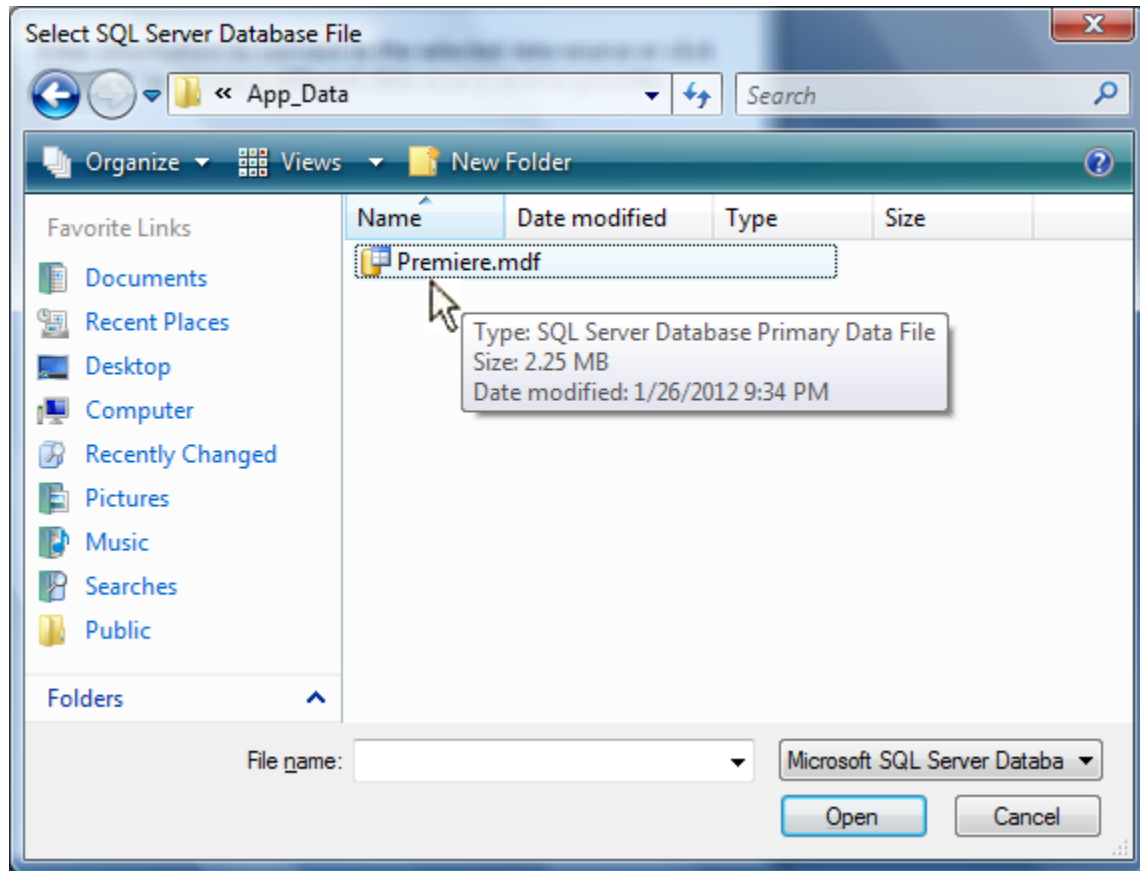 Select SQL Server Database File
« App_Data
Search
Organize
Views
New Folder
Favorite Links
Name
Date modified
Type
Size
Documents
Recent Places
Desktop
Computer
Recently Changed
Pictures
Music
Searches
Public
Folders
Premiere.mdf
Type: SQL Server Database Primary Data File
Size: 2.25 MB
Date modified: 1/26/2012 9:34 PM
File name:
Microsoft SQL Server Databa
Open
Cancel